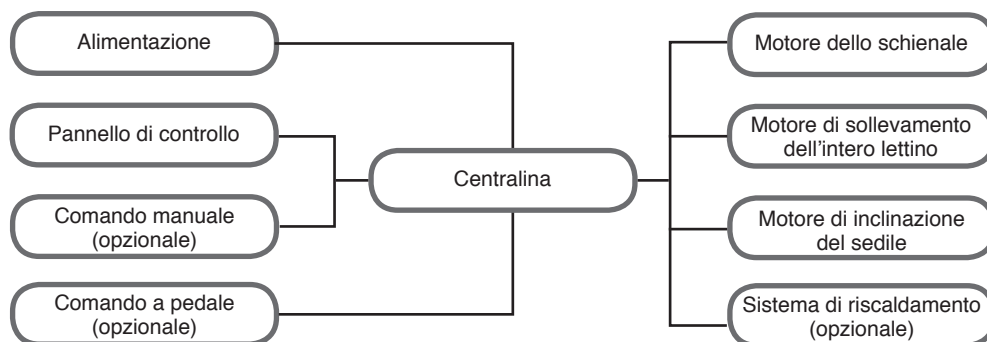 Alimentazione
Pannello di controllo
Comando manuale
(opzionale)
Comando a pedale
(opzionale)
Centralina
Motore dello schienale
Motore di sollevamento
dell'intero lettino
Motore di inclinazione
del sedile
Sistema di riscaldamento
(opzionale)